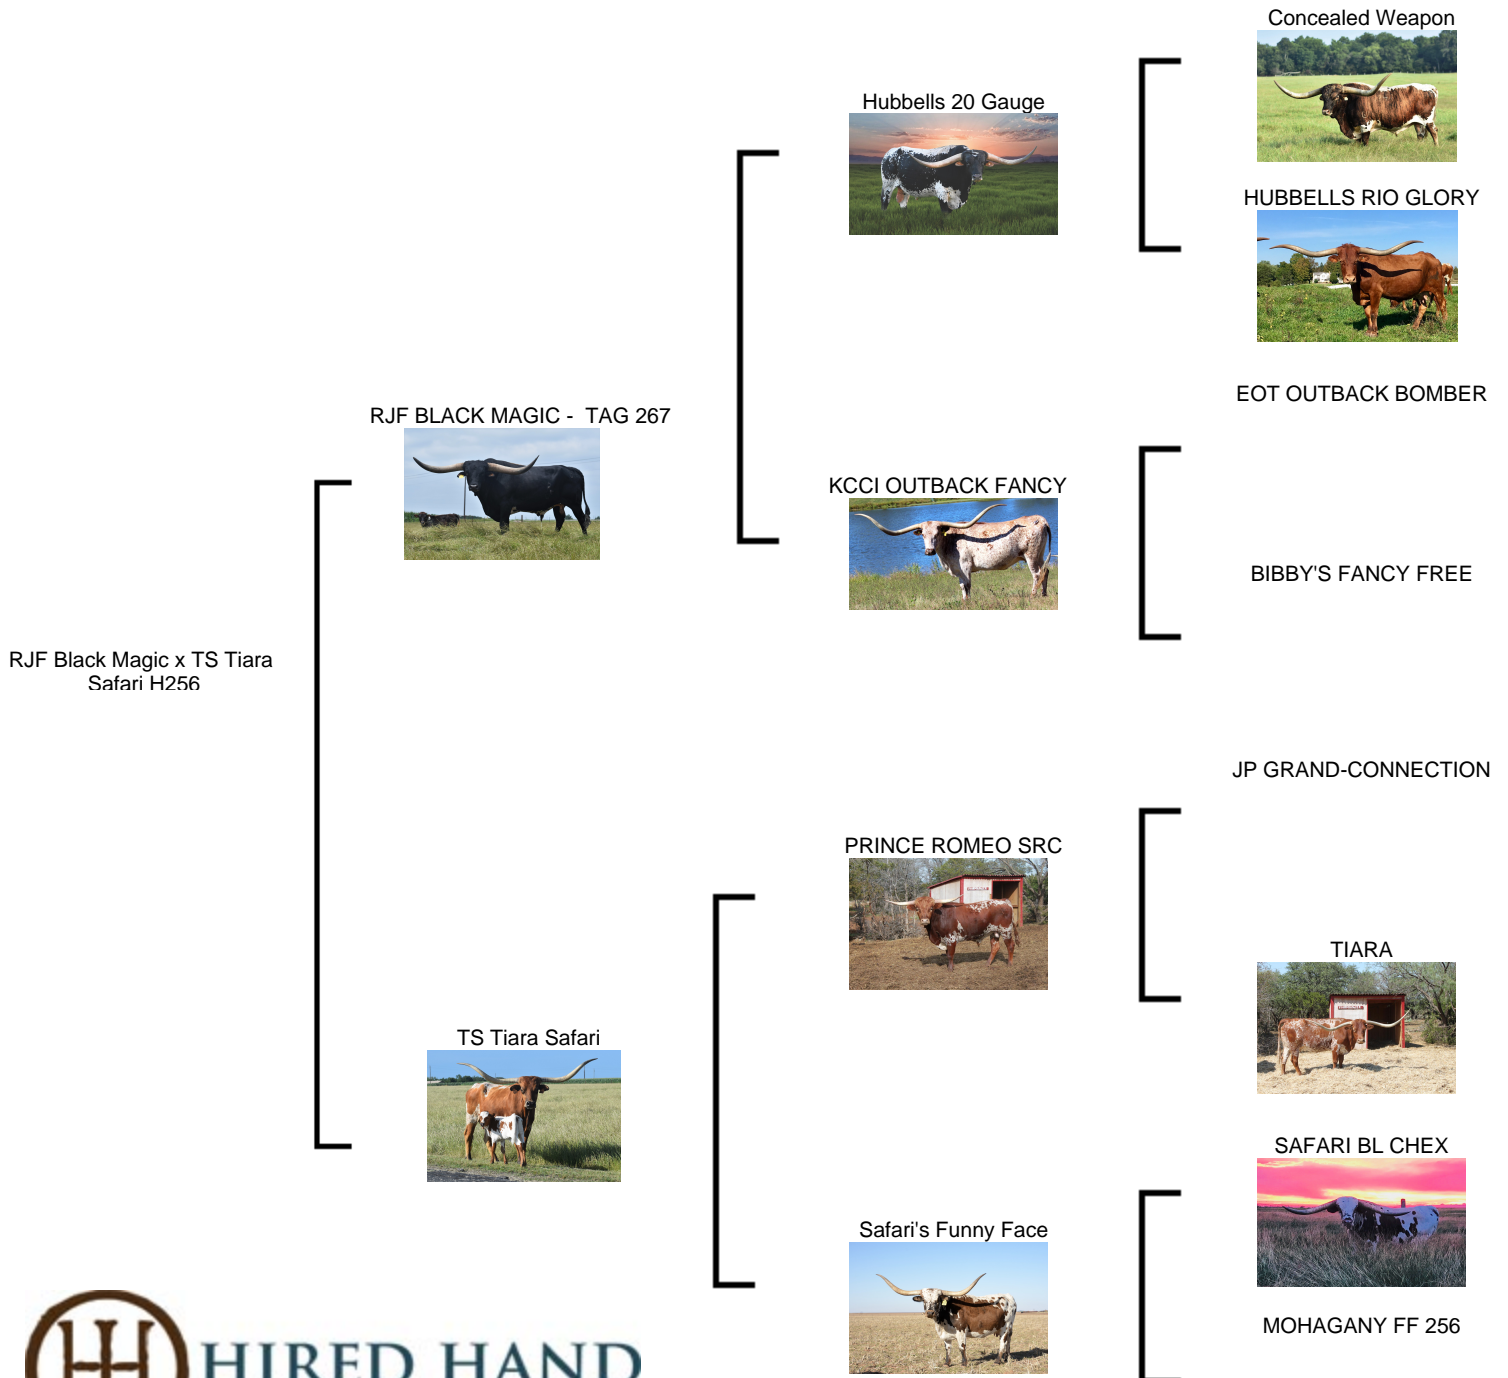 Concealed Weapon
Hubbells 20 Gauge
HUBBELLS RIO GLORY
EOT OUTBACK BOMBER
RJF BLACK MAGIC - TAG 267
KCCI OUTBACK FANCY
BIBBY'S FANCY FREE
RJF Black Magic x TS Tiara
Safari H256
JP GRAND-CONNECTION
PRINCE ROMEO SRC
TIARA
TS Tiara Safari
SAFARI BL CHEX
Safari's Funny Face
MOHAGANY FF 256
HIRED HAND